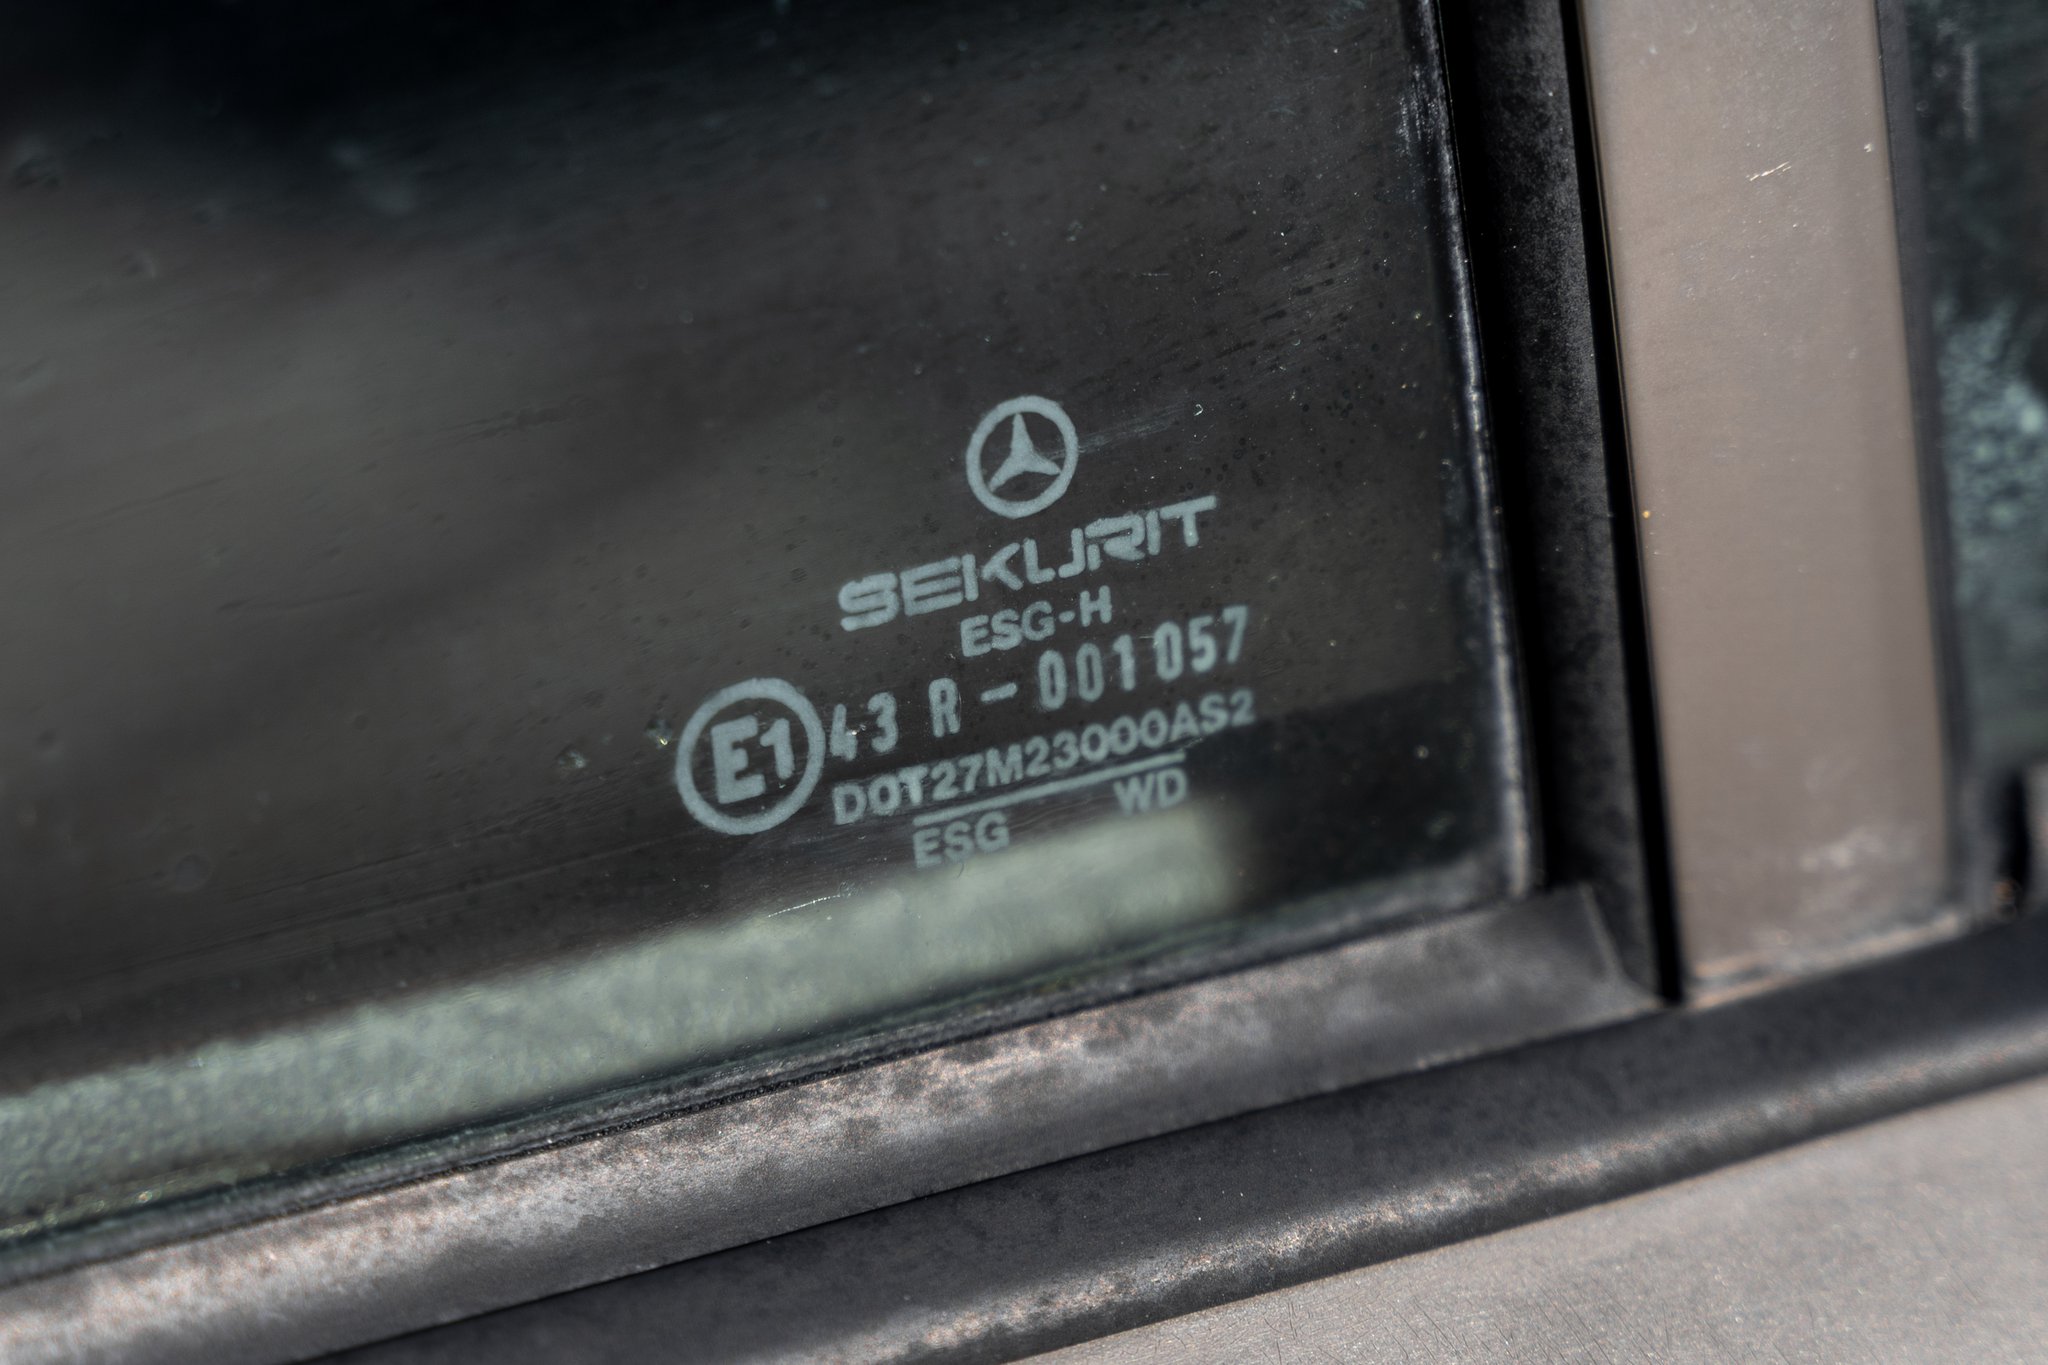 SEKURIT
ESG-H
E1 43 R - 001057
DOT27M23000AS2
ESG WD